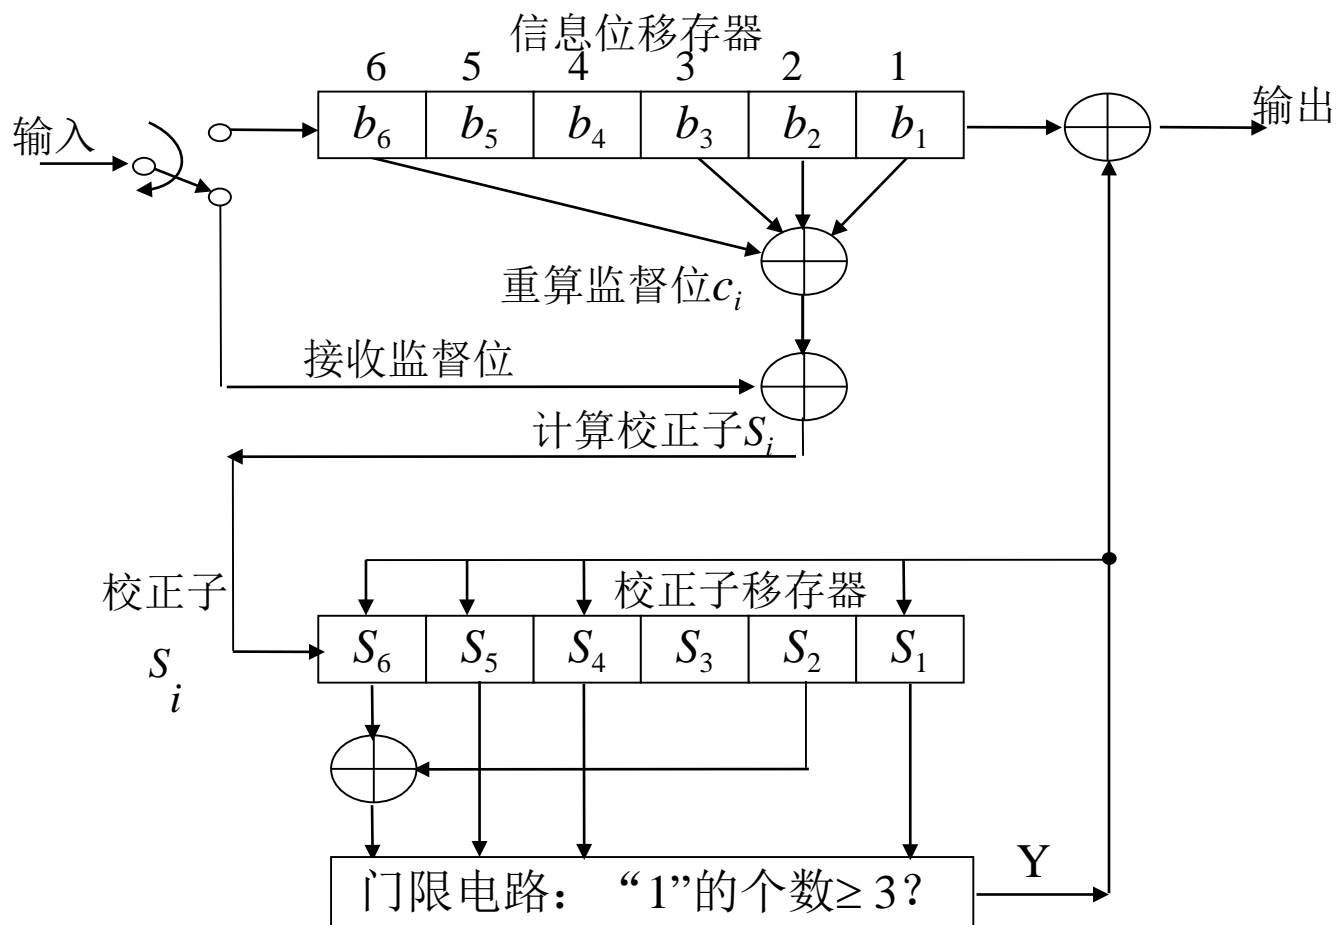 信息位移存器
6 5 4 3 2 1
输入
b₆ b₅ b₄ b₃ b₂ b₁
输出
重算监督位cᵢ
接收监督位
计算校正子Sᵢ
校正子
Sᵢ
校正子移存器
S₆ S₅ S₄ S₃ S₂ S₁
门限电路： “1”的个数≥ 3?
Y